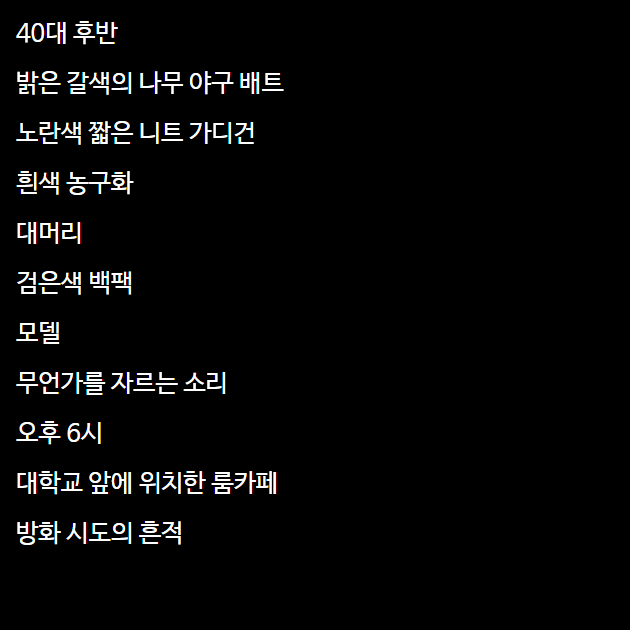 40대 후반
밝은 갈색의 나무 야구 배트
노란색 짧은 니트 가디건
흰색 농구화
대머리
검은색 백팩
모델
무언가를 자르는 소리
오후 6시
대학교 앞에 위치한 룸카페
방화 시도의 흔적